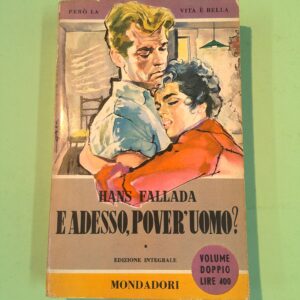 PERÒ LA VITA È BELLA
HANS FALLADA
E ADESSO, POVER'UOMO?
EDIZIONE INTEGRALE
VOLUME
DOPPIO
LIRE 400
MONDADORI